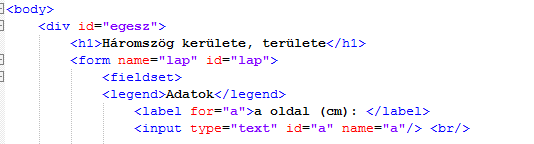 <body>
<div id="egesz">
<h1>Háromszög kerülete, területe</h1>
<form name="lap" id="lap">
<fieldset>
<legend>Adatok</legend>
<label for="a">a oldal (cm): </label>
<input type="text" id="a" name="a"/> <br/>